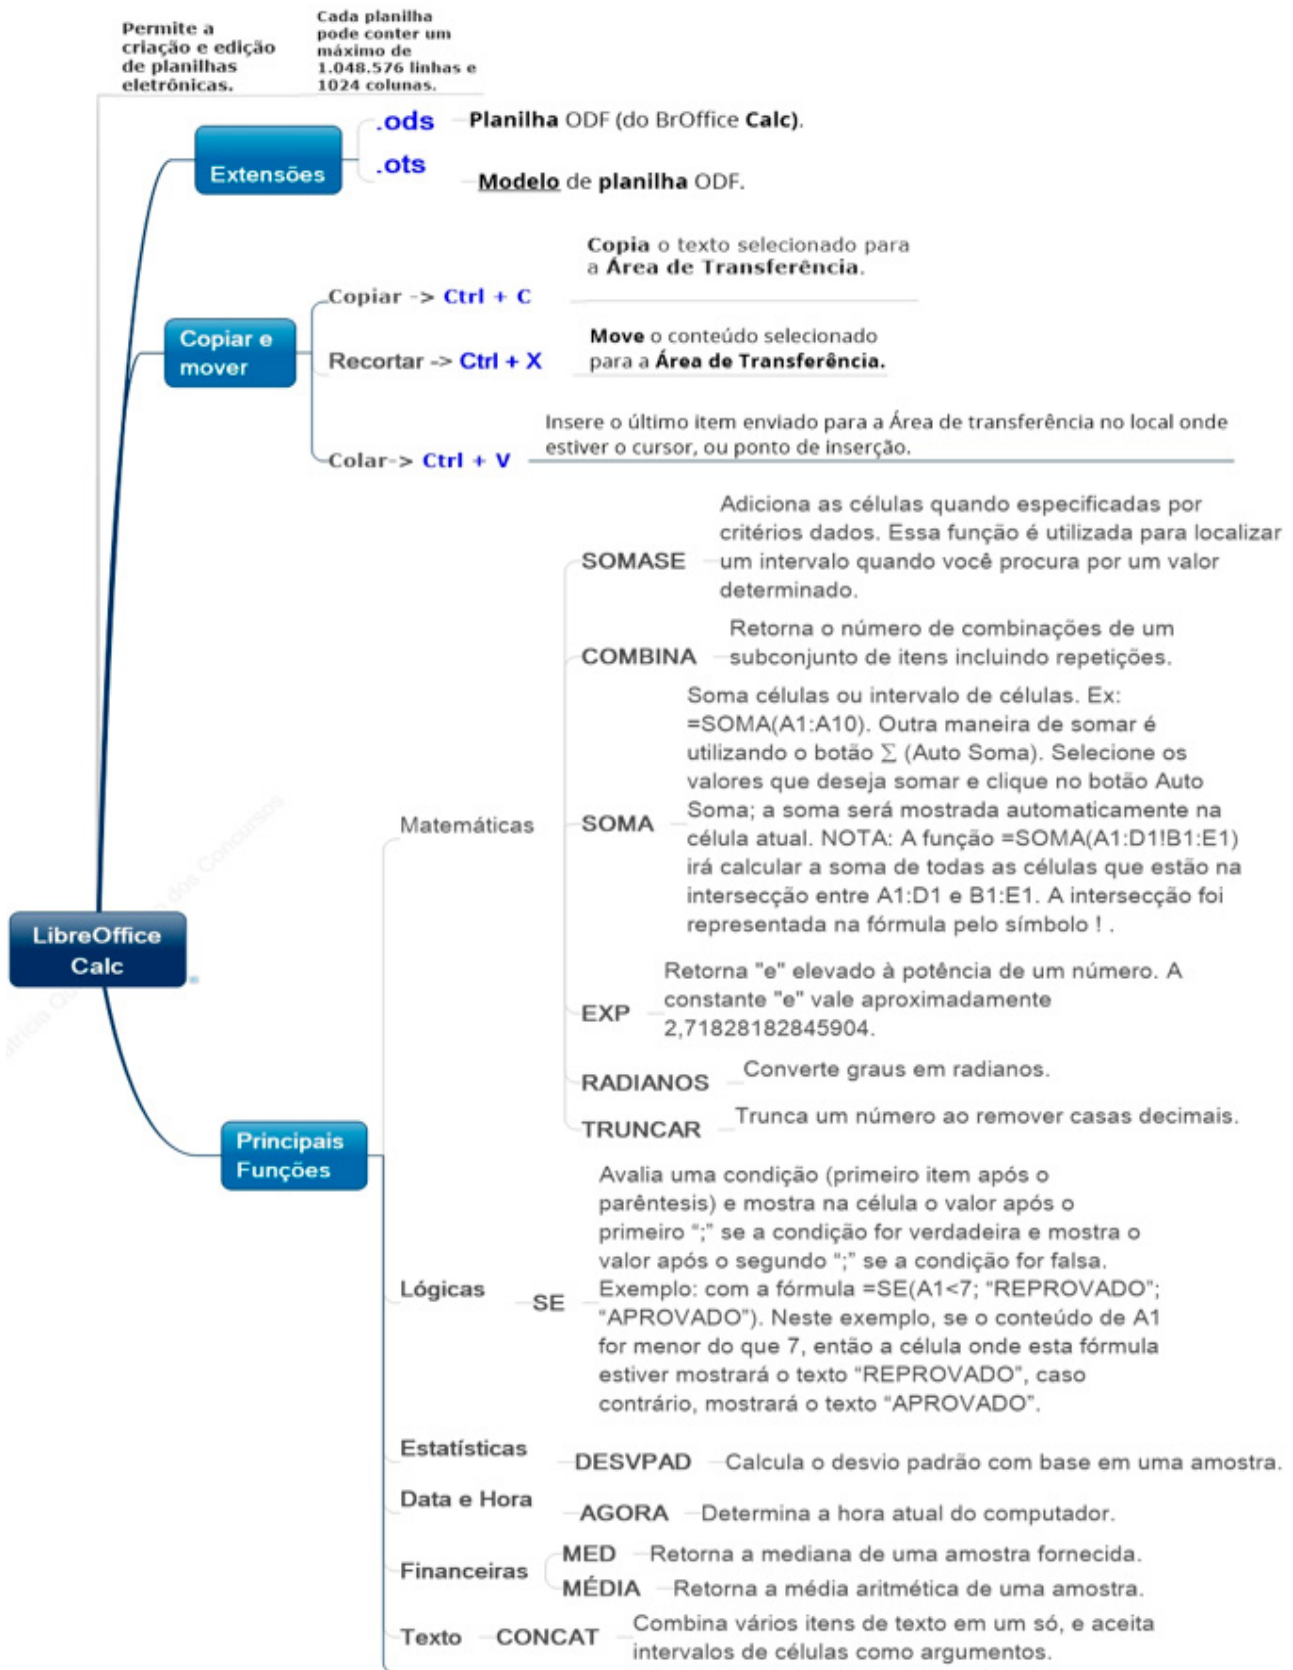 Permite a
criação e edição
de planilhas
eletrônicas.
Cada planilha
pode conter um
máximo de
1.048.576 linhas e
1024 colunas.
Extensões
.ods
Planilha ODF (do BrOffice Calc).
.ots
Modelo de planilha ODF.
Copiar e
mover
Copiar -> Ctrl + C
Copia o texto selecionado para
a Área de Transferência.
Recortar -> Ctrl + X
Move o conteúdo selecionado
para a Área de Transferência.
Colar-> Ctrl + V
Insere o último item enviado para a Área de transferência no local onde
estiver o cursor, ou ponto de inserção.
LibreOffice
Calc
Principais
Funções
Matemáticas
SOMASE
Adiciona as células quando especificadas por
critérios dados. Essa função é utilizada para localizar
um intervalo quando você procura por um valor
determinado.
COMBINA
Retorna o número de combinações de um
subconjunto de itens incluindo repetições.
SOMA
Soma células ou intervalo de células. Ex:
=SOMA(A1:A10). Outra maneira de somar é
utilizando o botão ∑ (Auto Soma). Selecione os
valores que deseja somar e clique no botão Auto
Soma; a soma será mostrada automaticamente na
célula atual. NOTA: A função =SOMA(A1:D1!B1:E1)
irá calcular a soma de todas as células que estão na
intersecção entre A1:D1 e B1:E1. A intersecção foi
representada na fórmula pelo símbolo ! .
EXP
Retorna "e" elevado à potência de um número. A
constante "e" vale aproximadamente
2,71828182845904.
RADIANOS
Converte graus em radianos.
TRUNCAR
Trunca um número ao remover casas decimais.
Lógicas
SE
Avalia uma condição (primeiro item após o
parêntesis) e mostra na célula o valor após o
primeiro “;” se a condição for verdadeira e mostra o
valor após o segundo “;” se a condição for falsa.
Exemplo: com a fórmula =SE(A1<7; “REPROVADO”;
“APROVADO”). Neste exemplo, se o conteúdo de A1
for menor do que 7, então a célula onde esta fórmula
estiver mostrará o texto “REPROVADO”, caso
contrário, mostrará o texto “APROVADO”.
Estatísticas
DESVPAD
Calcula o desvio padrão com base em uma amostra.
Data e Hora
AGORA
Determina a hora atual do computador.
Financeiras
MED
Retorna a mediana de uma amostra fornecida.
MÉDIA
Retorna a média aritmética de uma amostra.
Texto
CONCAT
Combina vários itens de texto em um só, e aceita
intervalos de células como argumentos.
dos Concursos